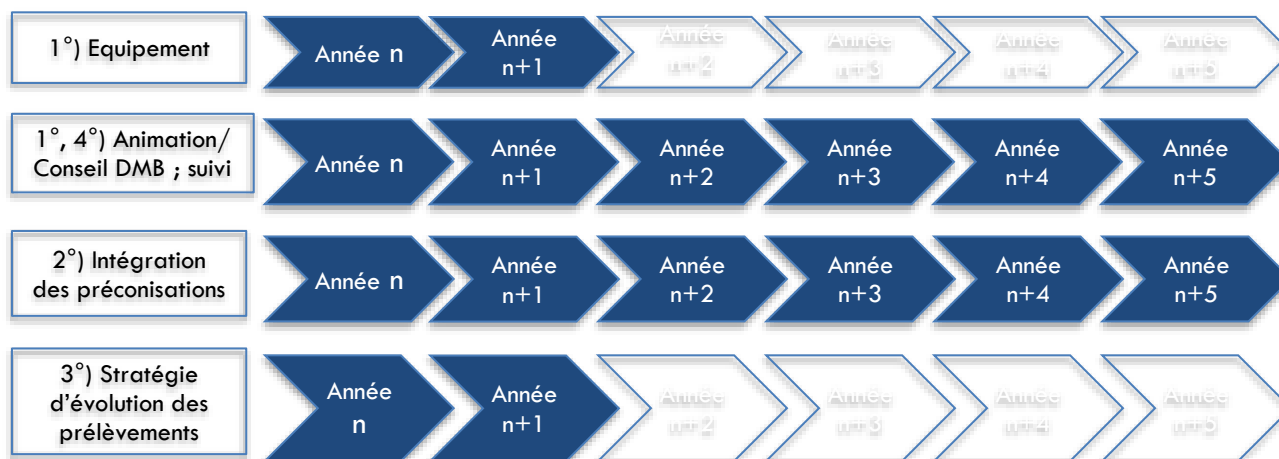 1°) Equipement
Année n
Année
n+1
Année
n+2
Année
n+3
Année
n+4
Année
n+5
1°, 4°) Animation/
Conseil DMB ; suivi
Année n
Année
n+1
Année
n+2
Année
n+3
Année
n+4
Année
n+5
2°) Intégration
des préconisations
Année n
Année
n+1
Année
n+2
Année
n+3
Année
n+4
Année
n+5
3°) Stratégie
d'évolution des
prélèvements
Année
n
Année
n+1
Année
n+2
Année
n+3
Année
n+4
Année
n+5